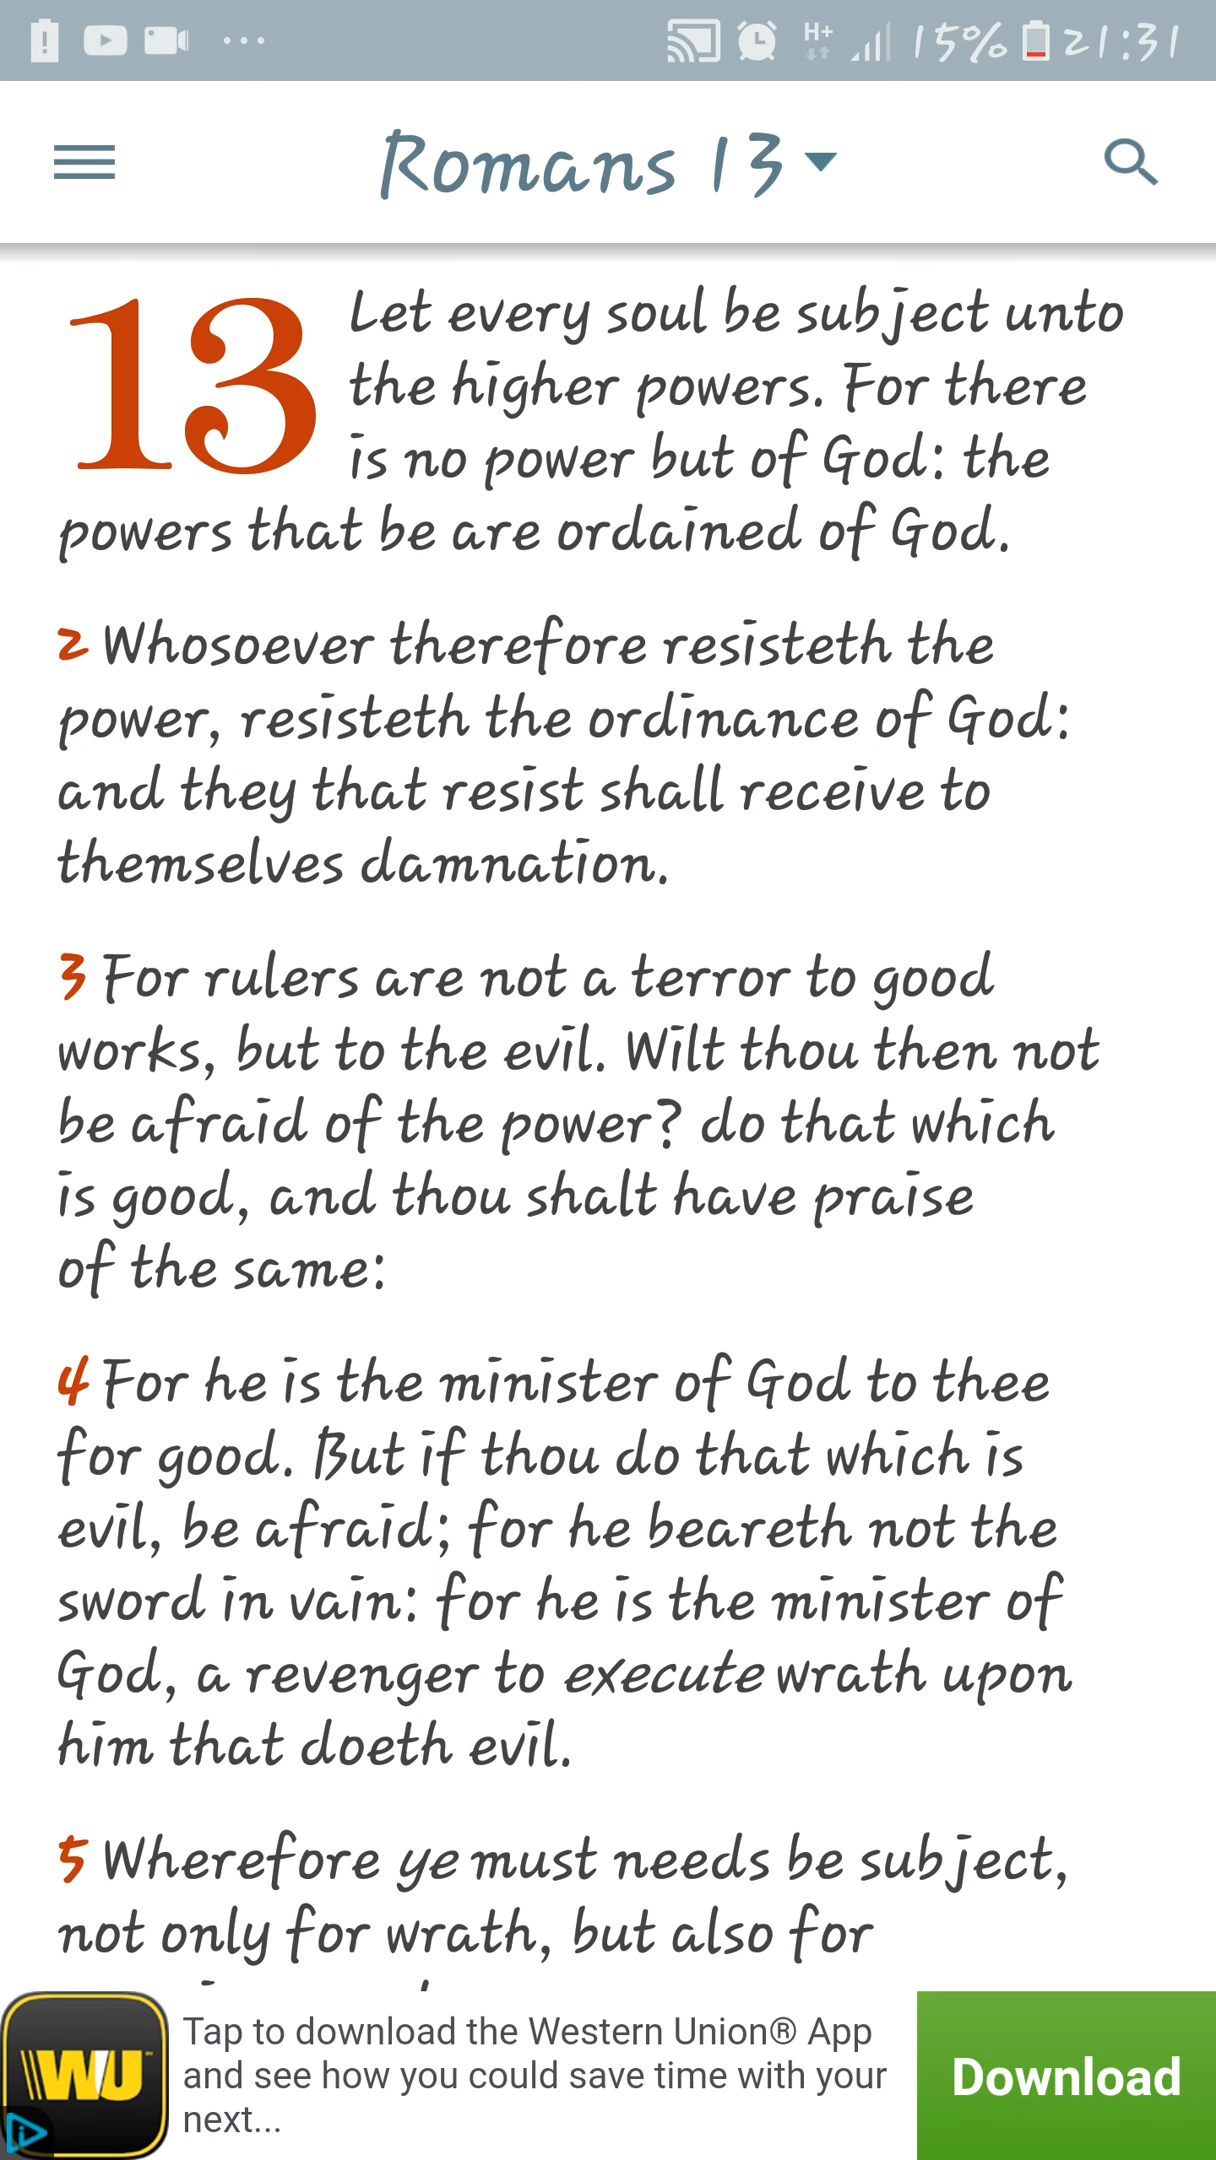 H+ 15% 21:31
Romans 13
13 Let every soul be subject unto
the higher powers. For there
is no power but of God: the
powers that be are ordained of God.
2 Whosoever therefore resisteth the
power, resisteth the ordinance of God:
and they that resist shall receive to
themselves damnation.
3 For rulers are not a terror to good
works, but to the evil. Wilt thou then not
be afraid of the power? do that which
is good, and thou shalt have praise
of the same:
4 For he is the minister of God to thee
for good. But if thou do that which is
evil, be afraid; for he beareth not the
sword in vain: for he is the minister of
God, a revenger to execute wrath upon
him that doeth evil.
5 Wherefore ye must needs be subject,
not only for wrath, but also for
WU
Tap to download the Western Union® App
and see how you could save time with your
next...
Download